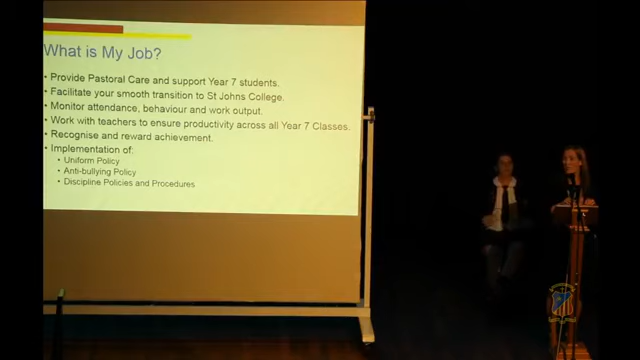 What is My Job?
• Provide Pastoral Care and support Year 7 students.
• Facilitate your smooth transition to St Johns College.
• Monitor attendance, behaviour and work output.
• Work with teachers to ensure productivity across all Year 7 Classes.
• Recognise and reward achievement.
• Implementation of:
• Uniform Policy
• Anti-bullying Policy
• Discipline Policies and Procedures